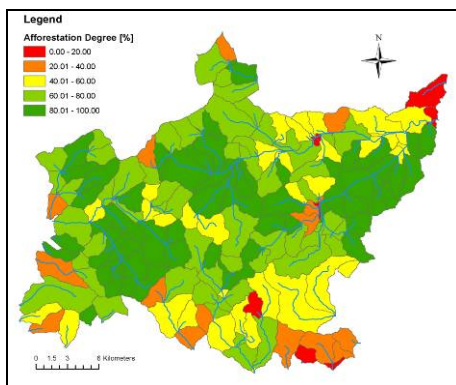 Legend
Afforestation Degree [%]
0.00 - 20.00
20.01 - 40.00
40.01 - 60.00
60.01 - 80.00
80.01 - 100.00
N
0 1.5 3 6 Kilometers